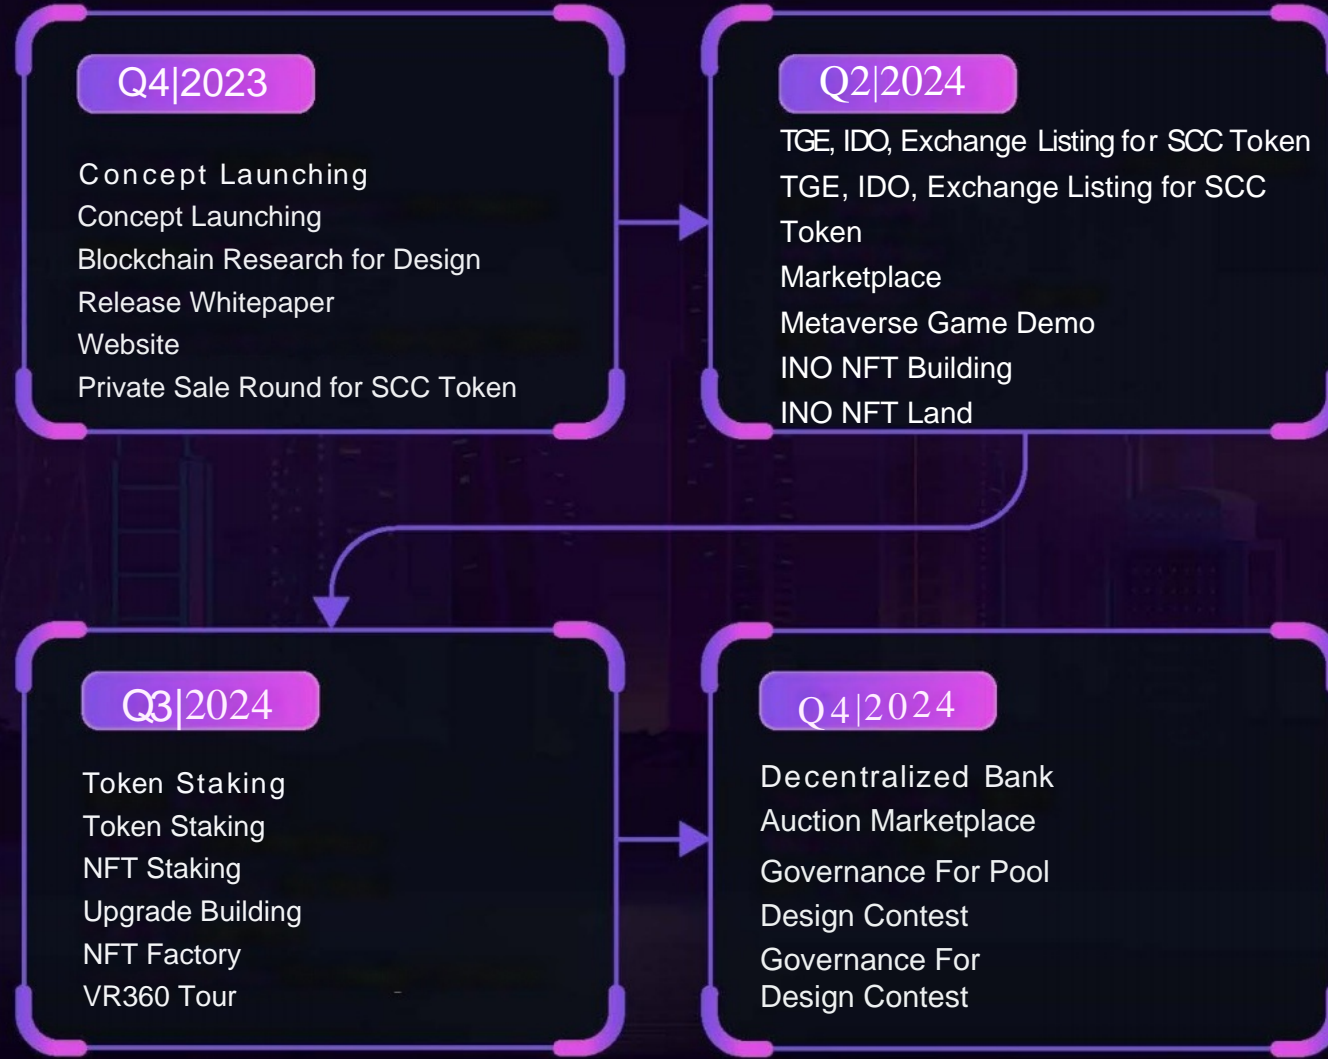 Q4|2023
Concept Launching
Concept Launching
Blockchain Research for Design
Release Whitepaper
Website
Private Sale Round for SCC Token
Q2|2024
TGE, IDO, Exchange Listing for SCC Token
TGE, IDO, Exchange Listing for SCC
Token
Marketplace
Metaverse Game Demo
INO NFT Building
INO NFT Land
Q3|2024
Token Staking
Token Staking
NFT Staking
Upgrade Building
NFT Factory
VR360 Tour
Q4|2024
Decentralized Bank
Auction Marketplace
Governance For Pool
Design Contest
Governance For
Design Contest